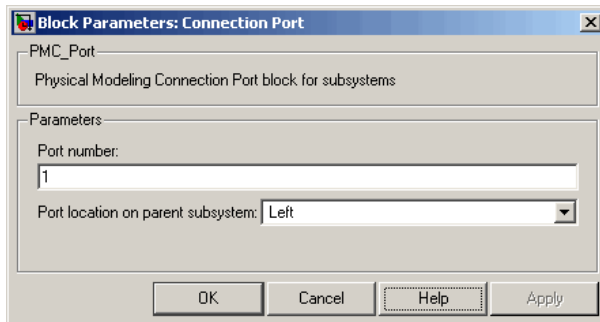 Block Parameters: Connection Port
PMC_Port
Physical Modeling Connection Port block for subsystems
Parameters
Port number:
1
Port location on parent subsystem: Left
OK Cancel Help Apply